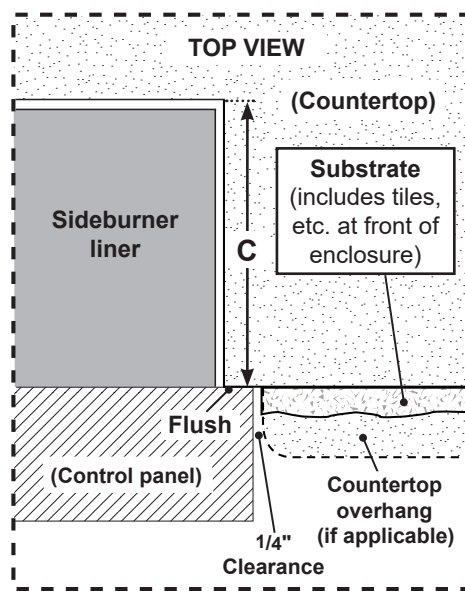 TOP VIEW
(Countertop)
Substrate
(includes tiles,
etc. at front of
enclosure)
Sideburner
liner
C
Flush
(Control panel)
1/4"
Clearance
Countertop
overhang
(if applicable)